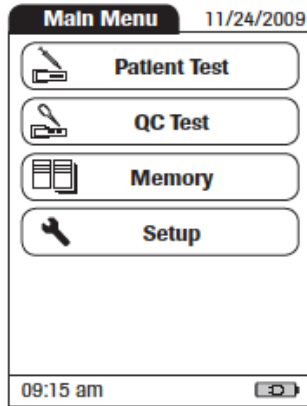 Main Menu 11/24/2009
Patient Test
QC Test
Memory
Setup
09:15 am